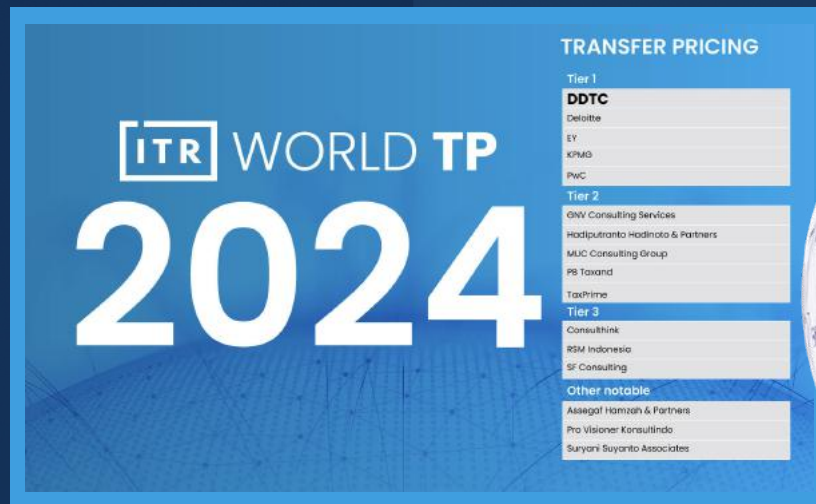 ITR WORLD TP
2024
TRANSFER PRICING
Tier 1
DDTC
Deloitte
EY
KPMG
PwC
Tier 2
GNV Consulting Services
Hadiputranto Hadinoto & Partners
MUC Consulting Group
PB Taxand
TaxPrime
Tier 3
Consulthink
RSM Indonesia
SF Consulting
Other notable
Assegaf Hamzah & Partners
Pro Visioner Konsultindo
Suryani Suyanto Associates